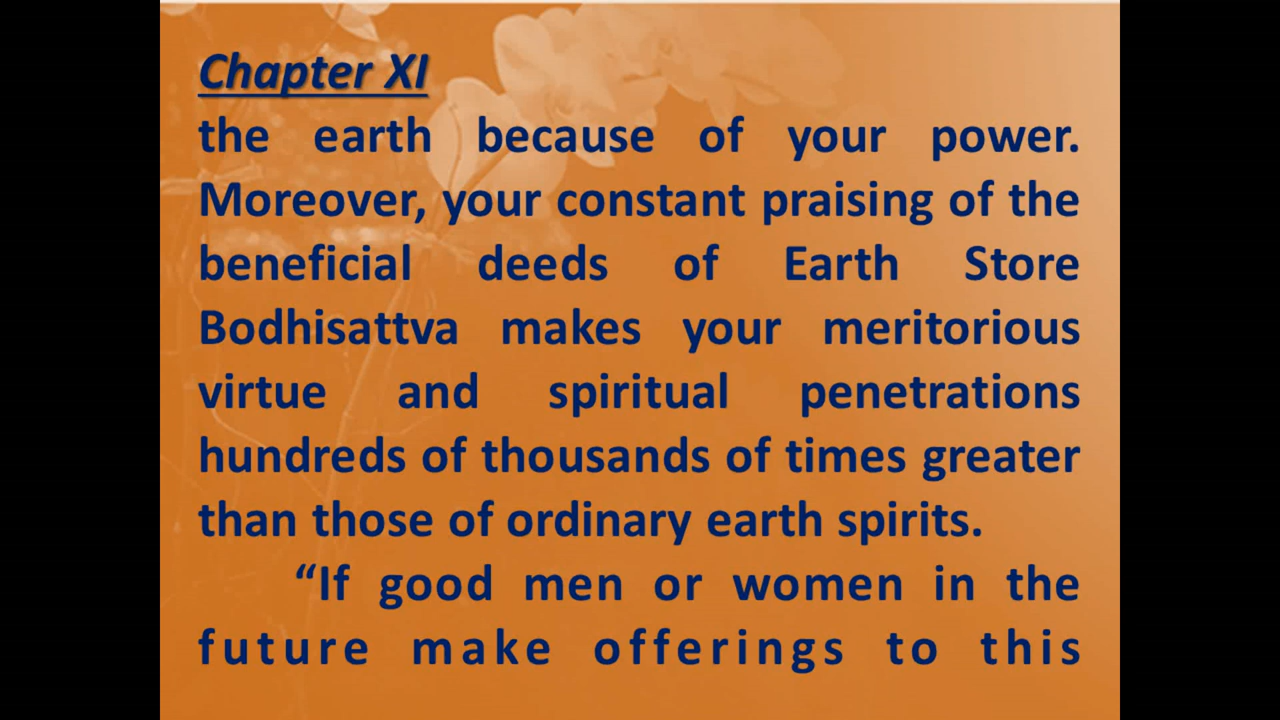 Chapter XI
the earth because of your power.
Moreover, your constant praising of the
beneficial deeds of Earth Store
Bodhisattva makes your meritorious
virtue and spiritual penetrations
hundreds of thousands of times greater
than those of ordinary earth spirits.
“If good men or women in the
future make offerings to this